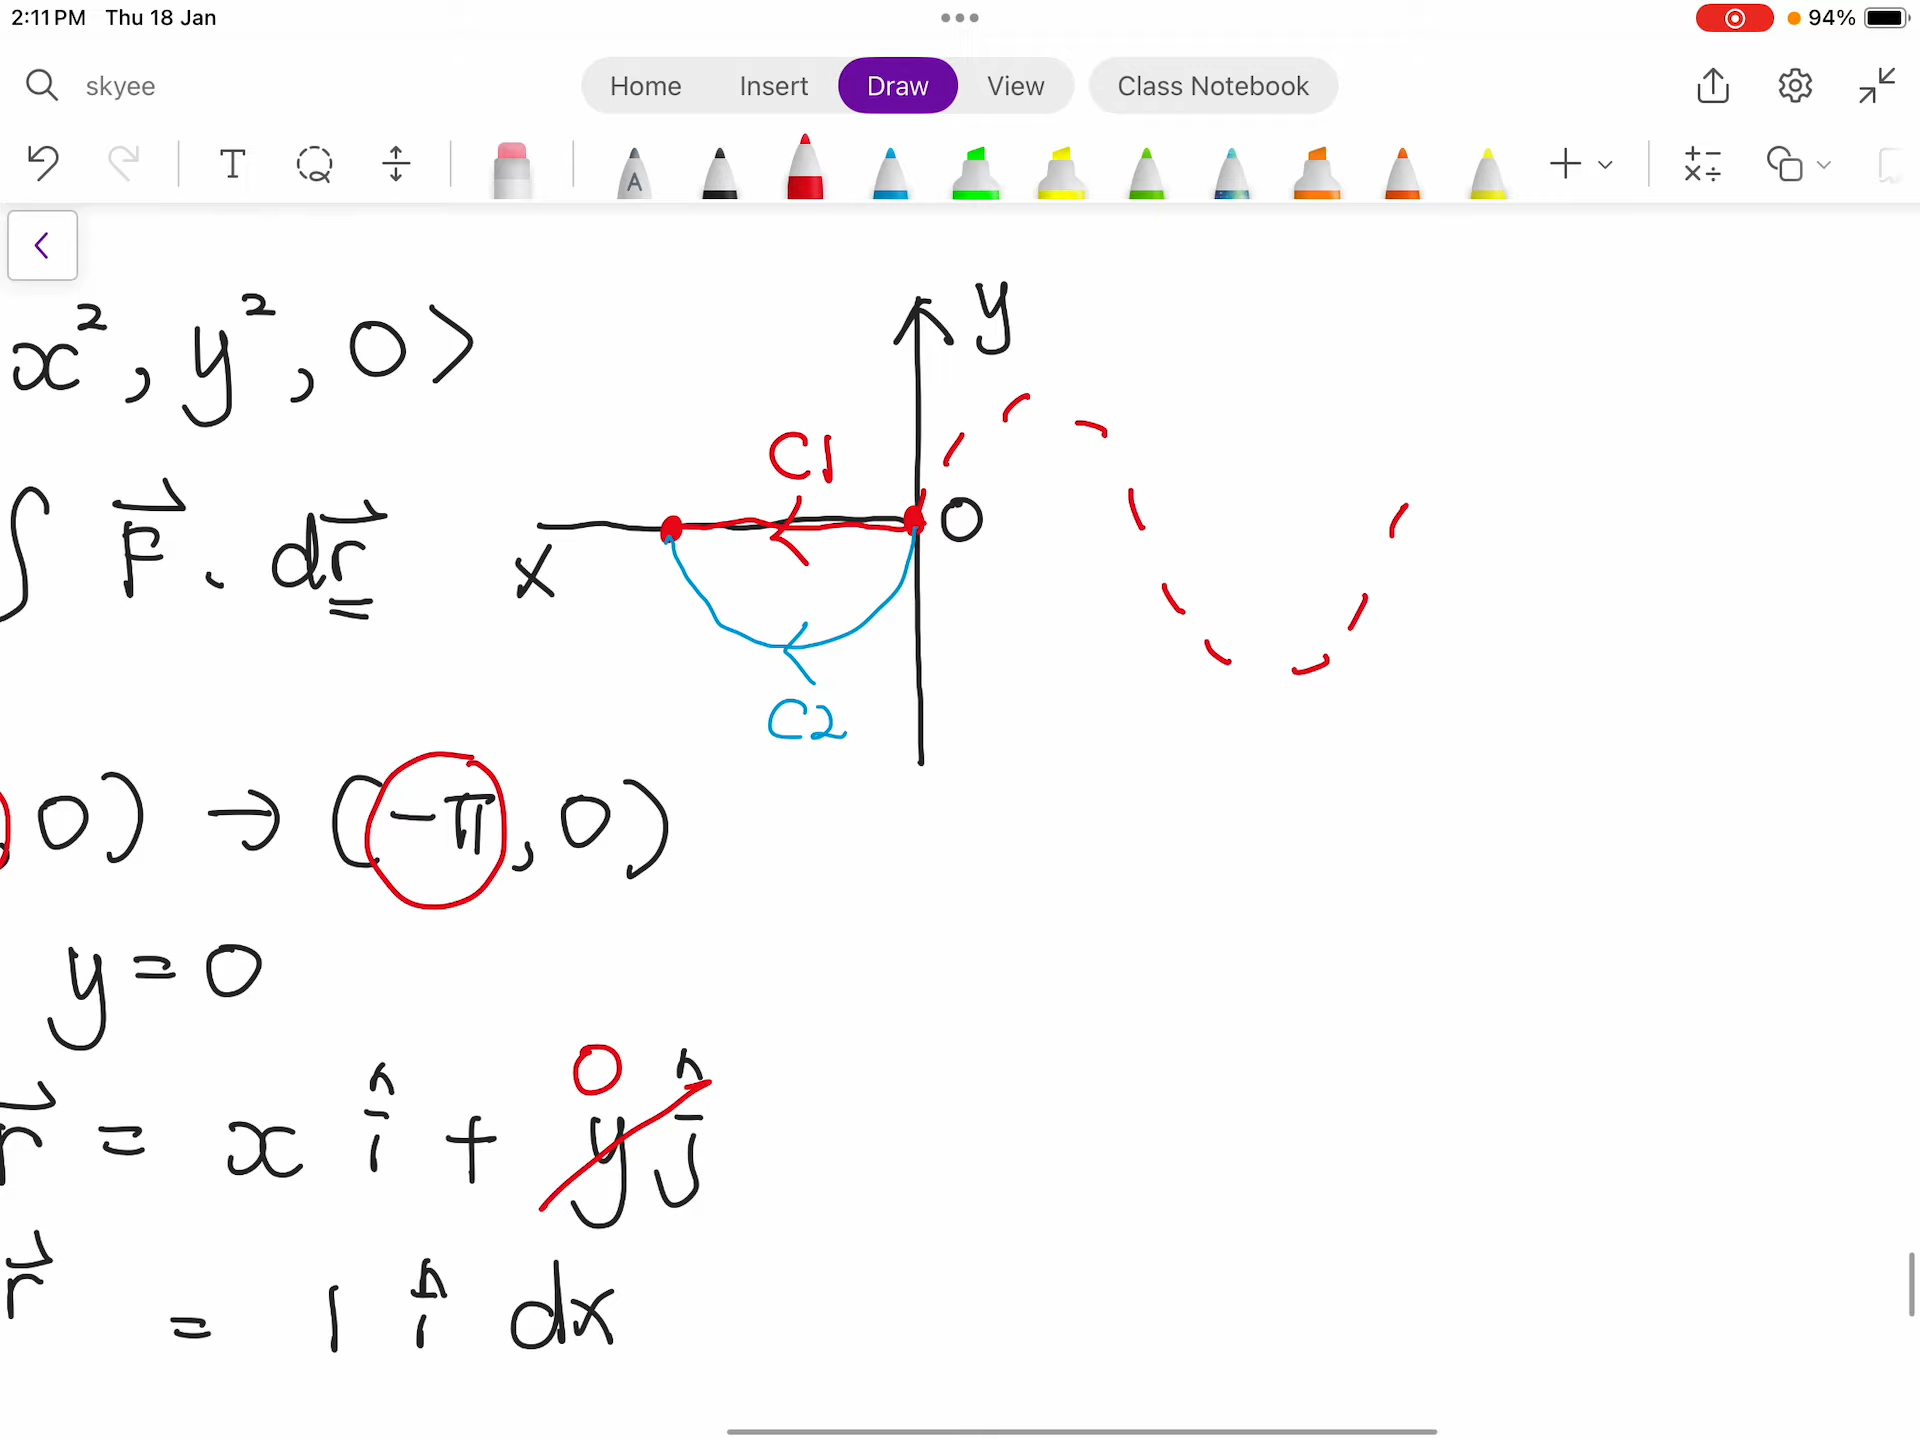 2:11 PM Thu 18 Jan
94%
skyee
Home Insert Draw View Class Notebook
T
A
x², y², 0>
y
C1
∫ F⃗ . dr⃗
O
x
C2
0) → (-π, 0)
y = 0
0
r⃗ = x î + y ĵ
r⃗ = 1 î dx